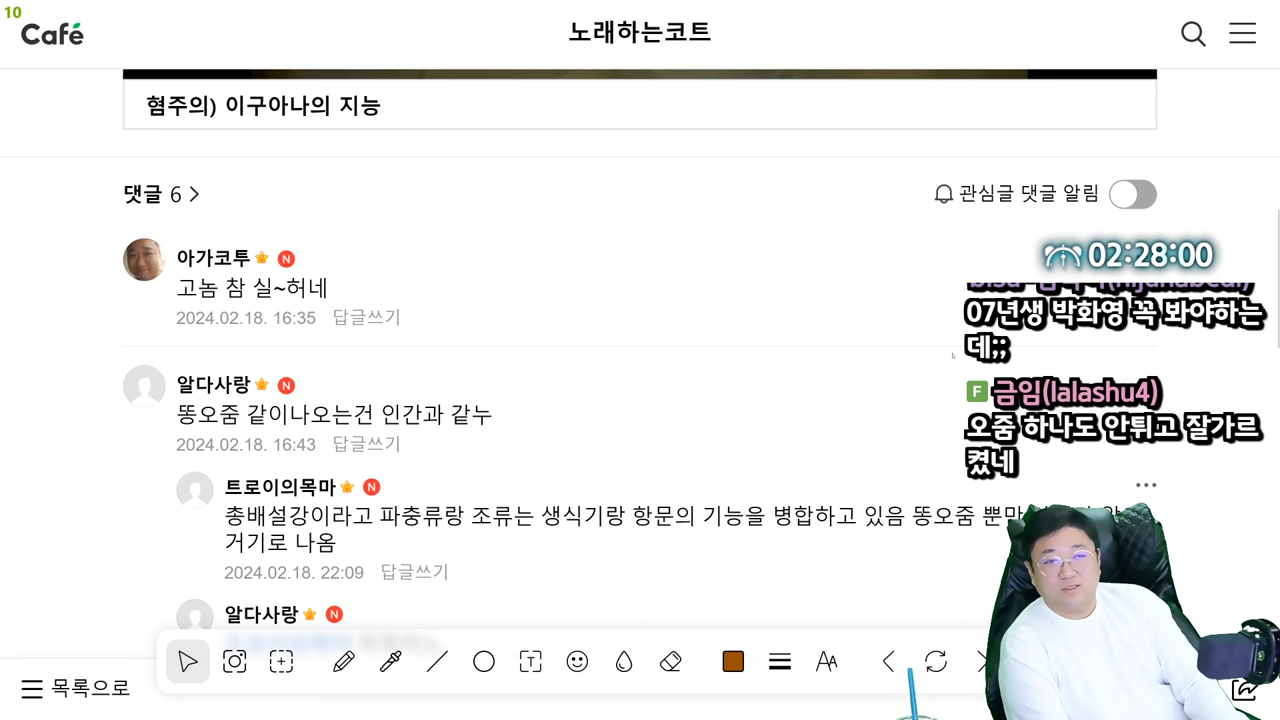 10
Café
노래하는코트
혐주의) 이구아나의 지능
댓글 6
관심글 댓글 알림
아가코투 N
고놈 참 실~허네
2024.02.18. 16:35 답글쓰기
02:28:00
07년생 박화영 꼭 봐야하는
데;;
F 금임(lalashu4)
오줌 하나도 안튀고 잘가르
켰네
알다사랑 N
똥오줌 같이나오는건 인간과 같누
2024.02.18. 16:43 답글쓰기
트로이의목마 N
총배설강이라고 파충류랑 조류는 생식기랑 항문의 기능을 병합하고 있음 똥오줌
거기로 나옴
2024.02.18. 22:09 답글쓰기
알다사랑 N
T
AA
목록으로